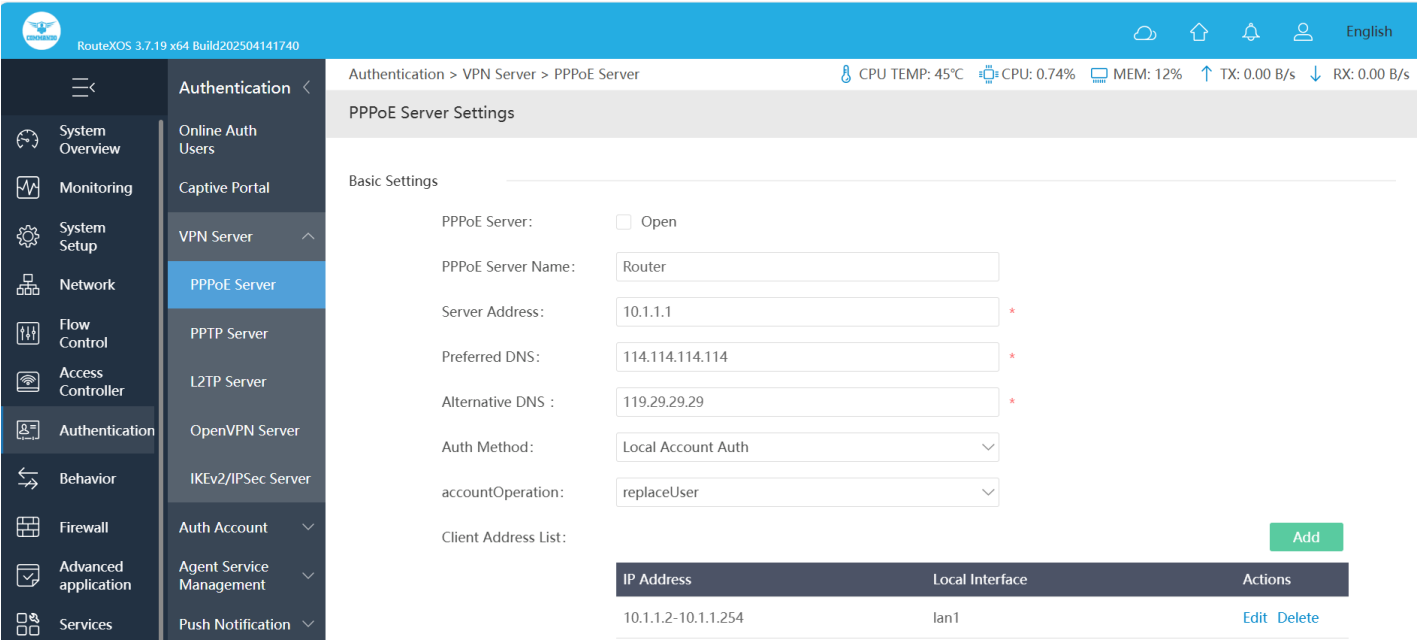 COMMANDO
RouteXOS 3.7.19 x64 Build202504141740
English
Authentication
Authentication > VPN Server > PPPoE Server
CPU TEMP: 45℃ CPU: 0.74% MEM: 12% TX: 0.00 B/s RX: 0.00 B/s
System
Overview
Monitoring
System
Setup
Network
Flow
Control
Access
Controller
Authentication
Behavior
Firewall
Advanced
application
Services
Online Auth
Users
Captive Portal
VPN Server
PPPoE Server
PPTP Server
L2TP Server
OpenVPN Server
IKEv2/IPSec Server
Auth Account
Agent Service
Management
Push Notification
PPPoE Server Settings
Basic Settings
PPPoE Server: Open
PPPoE Server Name: Router
Server Address: 10.1.1.1 *
Preferred DNS: 114.114.114.114 *
Alternative DNS : 119.29.29.29 *
Auth Method: Local Account Auth
accountOperation: replaceUser
Client Address List: Add
IP Address Local Interface Actions
10.1.1.2-10.1.1.254 lan1 Edit Delete